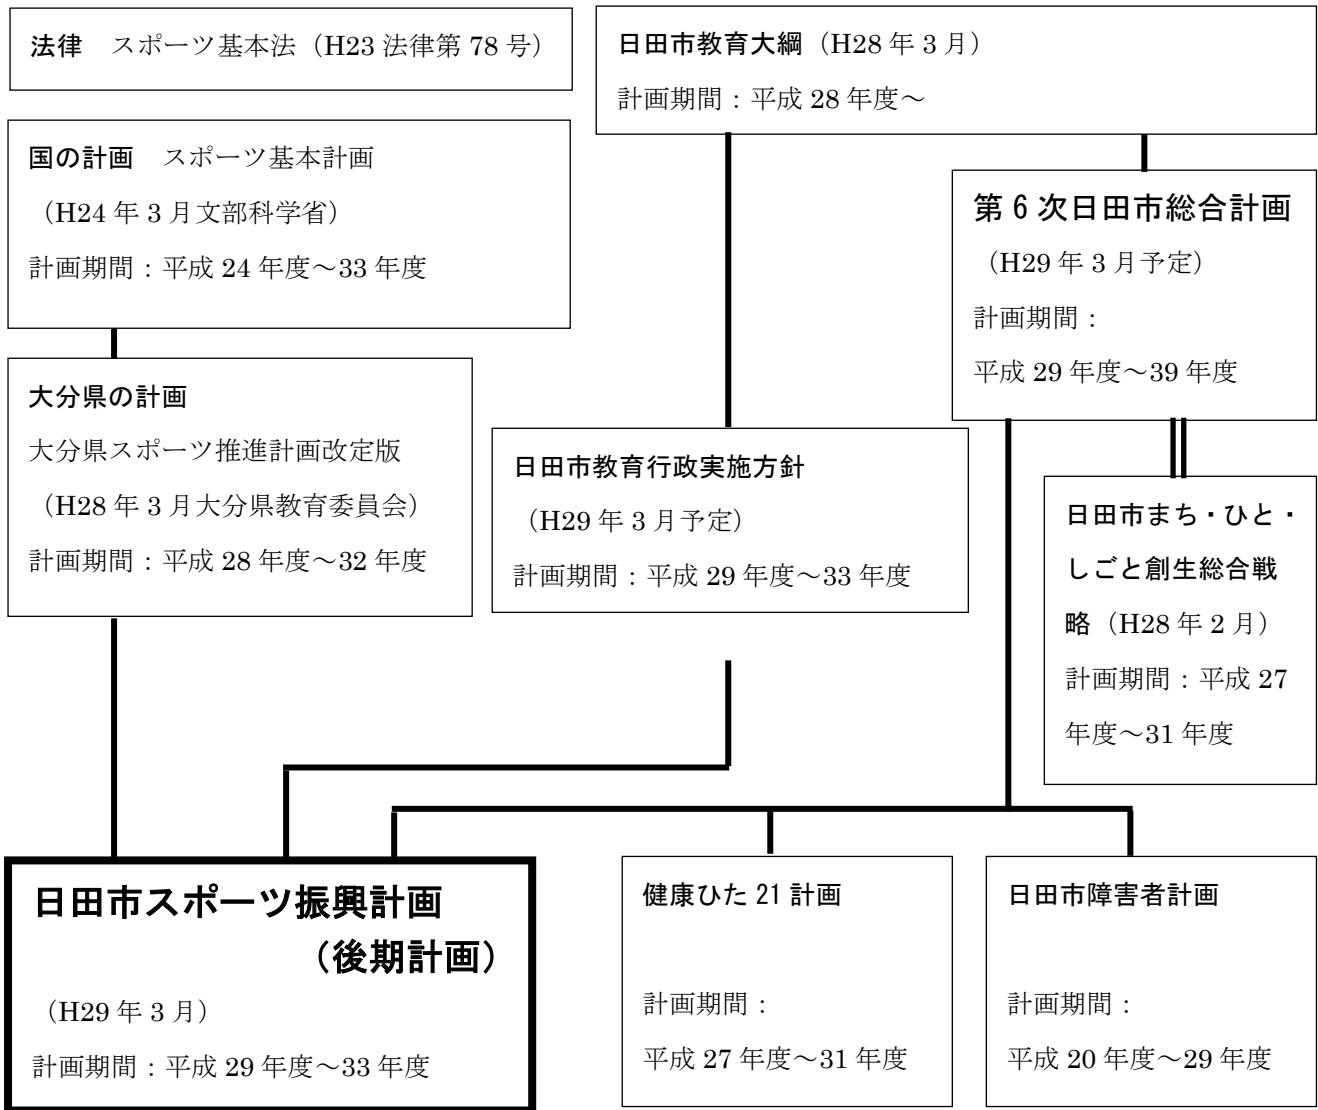 法律　スポーツ基本法（H23 法律第 78 号）
国の計画　スポーツ基本計画
（H24 年 3 月文部科学省）
計画期間：平成 24 年度～33 年度
大分県の計画
大分県スポーツ推進計画改定版
（H28 年 3 月大分県教育委員会）
計画期間：平成 28 年度～32 年度
日田市教育大綱（H28 年 3 月）
計画期間：平成 28 年度～
第 6 次日田市総合計画
（H29 年 3 月予定）
計画期間：
平成 29 年度～39 年度
日田市教育行政実施方針
（H29 年 3 月予定）
計画期間：平成 29 年度～33 年度
日田市まち・ひと・
しごと創生総合戦
略（H28 年 2 月）
計画期間：平成 27
年度～31 年度
日田市スポーツ振興計画
（後期計画）
（H29 年 3 月）
計画期間：平成 29 年度～33 年度
健康ひた 21 計画
計画期間：
平成 27 年度～31 年度
日田市障害者計画
計画期間：
平成 20 年度～29 年度